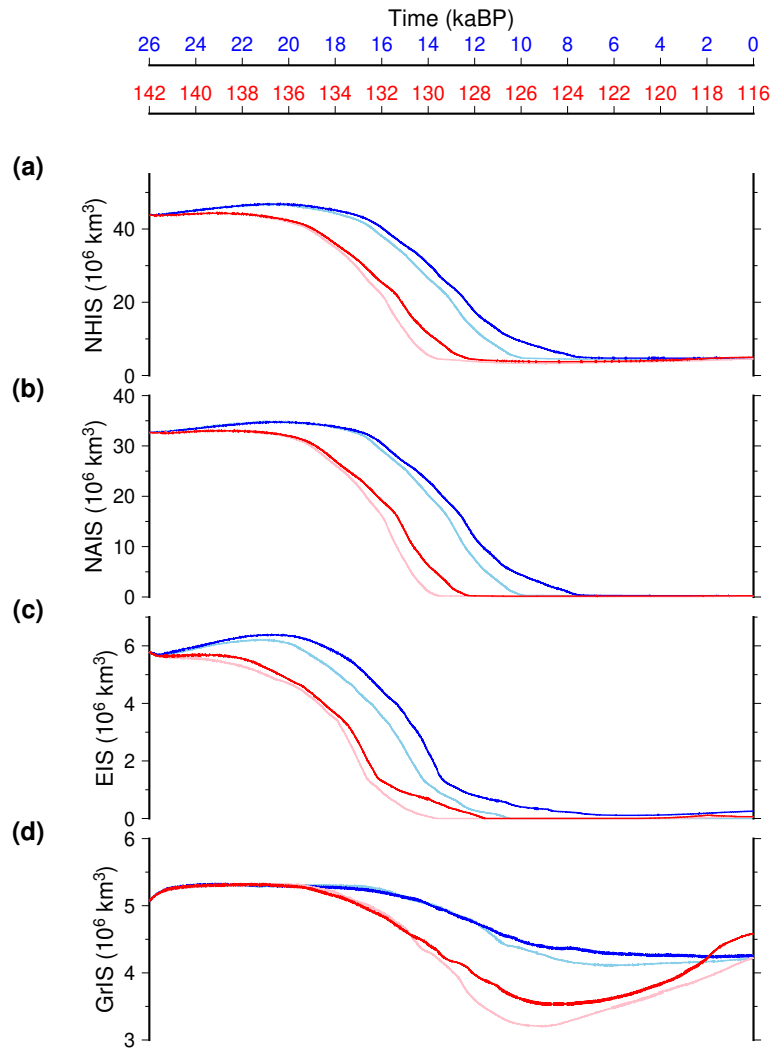 Time (kaBP)
26 24 22 20 18 16 14 12 10 8 6 4 2 0
142 140 138 136 134 132 130 128 126 124 122 120 118 116
(a)
NHIS (10⁶ km³)
40
20
0
(b)
NAIS (10⁶ km³)
40
30
20
10
0
(c)
EIS (10⁶ km³)
6
4
2
0
(d)
GrIS (10⁶ km³)
6
5
4
3